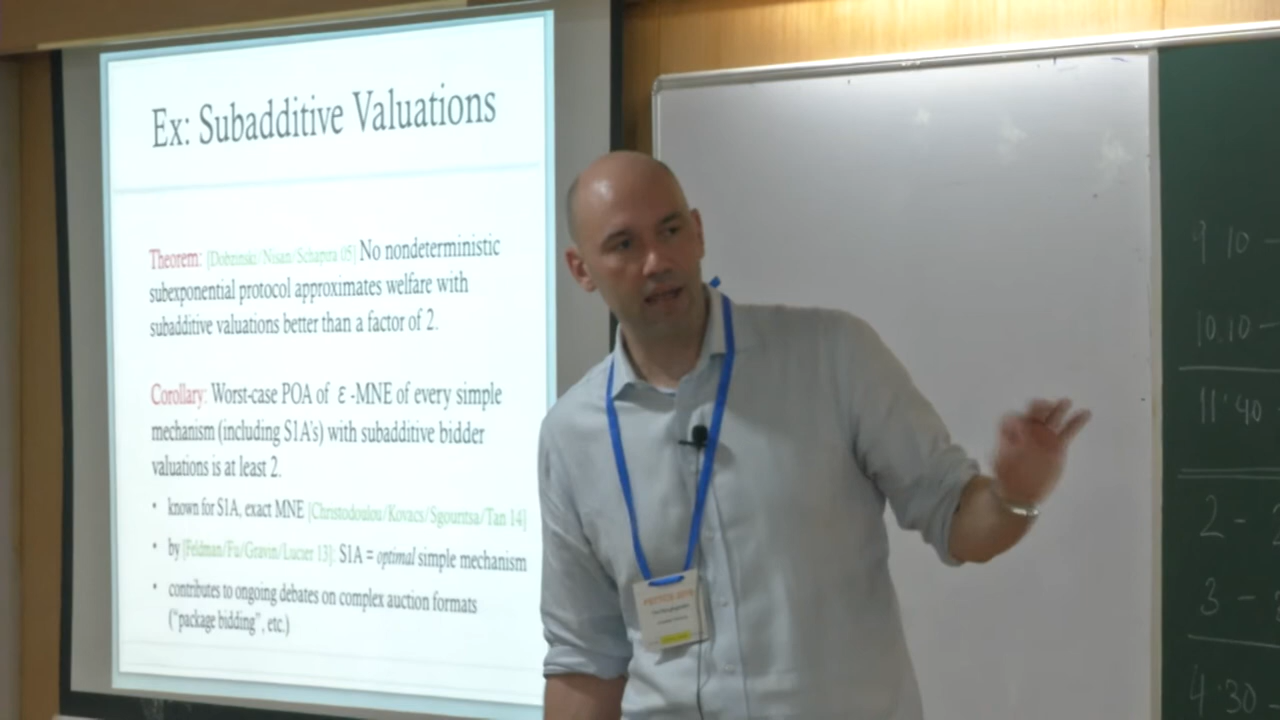 Ex: Subadditive Valuations
Theorem: [Dobzinski/Nisan/Schapira 05] No nondeterministic
subexponential protocol approximates welfare with
subadditive valuations better than a factor of 2.
Corollary: Worst-case POA of ε-MNE of every simple
mechanism (including S1A's) with subadditive bidder
valuations is at least 2.
• known for S1A, exact MNE [Christodoulou/Kovacs/Sgouritsa/Tan 14]
• by [Feldman/Fu/Gravin/Lucier 13]: S1A = optimal simple mechanism
• contributes to ongoing debates on complex auction formats
("package bidding", etc.)
9 10 -
10.10 -
11 40
2 -
3 -
4.30